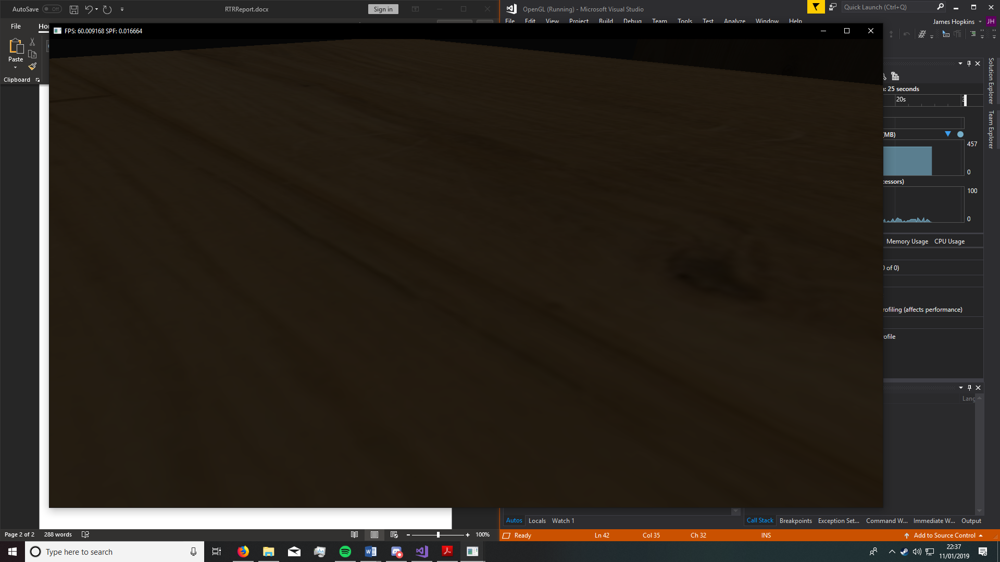 AutoSave Off
RTRReport.docx
Sign in
OpenGL (Running) - Microsoft Visual Studio
Quick Launch (Ctrl+Q)
File
File Edit View Project Build Debug Team Tools Test Analyze Window Help
James Hopkins JH
FPS: 60.009168 SPF: 0.016664
Paste
Clipboard
Solution Explorer
Team Explorer
25 seconds
20s
(MB)
457
0
cessors)
100
0
Memory Usage CPU Usage
of 0)
rofiling (affects performance)
ofile
Lang
Autos Locals Watch 1
Call Stack Breakpoints Exception Set... Command W... Immediate W... Output
Page 2 of 2 288 words 100%
Ready Ln 42 Col 35 Ch 32 INS Add to Source Control
Type here to search
22:37
11/01/2019